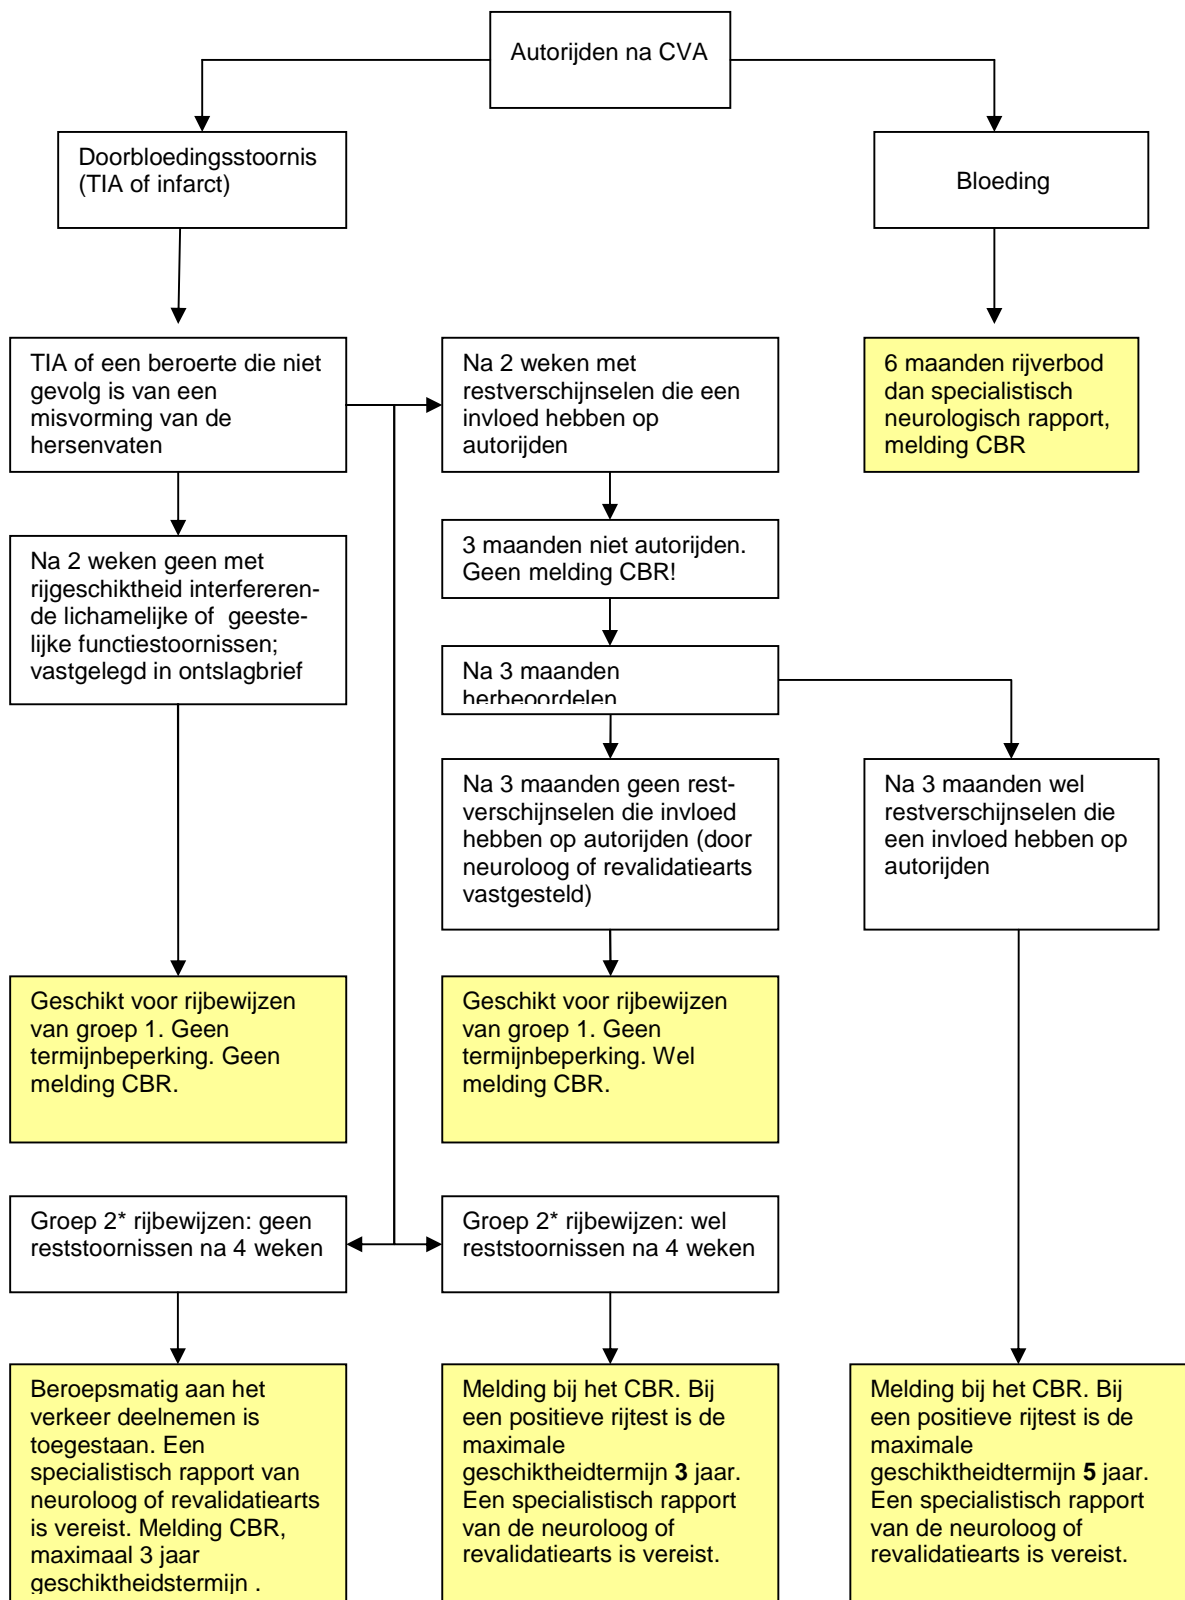 Autorijden na CVA
Doorbloedingsstoornis
(TIA of infarct)
Bloeding
TIA of een beroerte die niet
gevolg is van een
misvorming van de
hersenvaten
Na 2 weken met
restverschijnselen die een
invloed hebben op
autorijden
6 maanden rijverbod
dan specialistisch
neurologisch rapport,
melding CBR
Na 2 weken geen met
rijgeschiktheid interfereren-
de lichamelijke of geeste-
lijke functiestoornissen;
vastgelegd in ontslagbrief
3 maanden niet autorijden.
Geen melding CBR!
Na 3 maanden
herbeoordelen
Na 3 maanden geen rest-
verschijnselen die invloed
hebben op autorijden (door
neuroloog of revalidatiearts
vastgesteld)
Na 3 maanden wel
restverschijnselen die
een invloed hebben op
autorijden
Geschikt voor rijbewijzen
van groep 1. Geen
termijnbeperking. Geen
melding CBR.
Geschikt voor rijbewijzen
van groep 1. Geen
termijnbeperking. Wel
melding CBR.
Groep 2* rijbewijzen: geen
reststoornissen na 4 weken
Groep 2* rijbewijzen: wel
reststoornissen na 4 weken
Beroepsmatig aan het
verkeer deelnemen is
toegestaan. Een
specialistisch rapport van
neuroloog of revalidatiearts
is vereist. Melding CBR,
maximaal 3 jaar
geschiktheidstermijn .
Melding bij het CBR. Bij
een positieve rijtest is de
maximale
geschiktheidtermijn 3 jaar.
Een specialistisch rapport
van de neuroloog of
revalidatiearts is vereist.
Melding bij het CBR. Bij
een positieve rijtest is de
maximale
geschiktheidtermijn 5 jaar.
Een specialistisch rapport
van de neuroloog of
revalidatiearts is vereist.